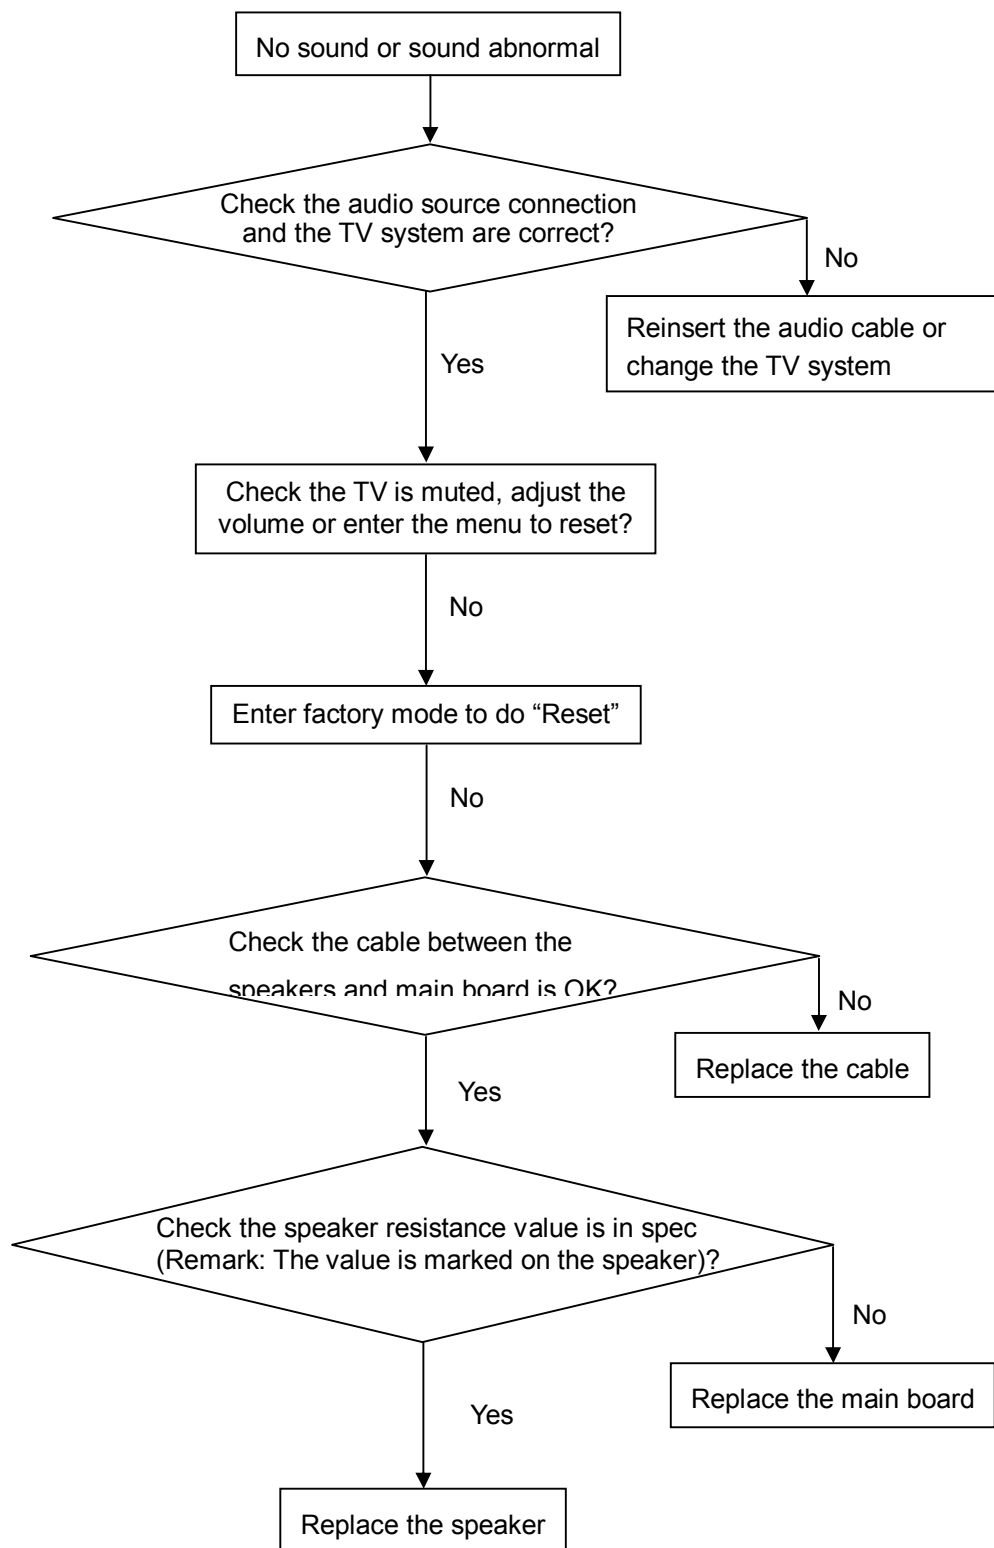 No sound or sound abnormal
Check the audio source connection
and the TV system are correct?
No
Reinsert the audio cable or
change the TV system
Yes
Check the TV is muted, adjust the
volume or enter the menu to reset?
No
Enter factory mode to do “Reset”
No
Check the cable between the
speakers and main board is OK?
No
Replace the cable
Yes
Check the speaker resistance value is in spec
(Remark: The value is marked on the speaker)?
No
Replace the main board
Yes
Replace the speaker